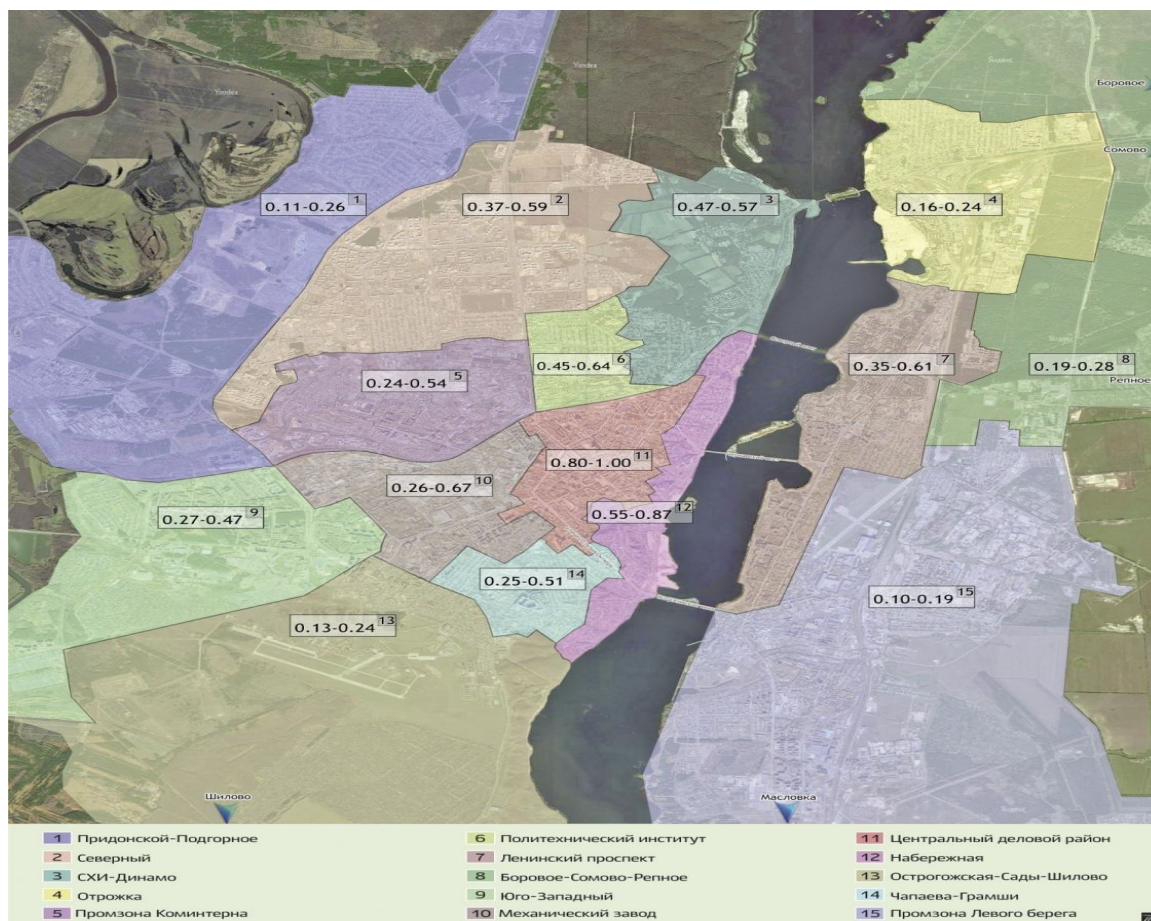 Yandex
Yandex
Яндекс
Боровое
Сомово
0.11-0.26 1
0.37-0.59 2
0.47-0.57 3
0.16-0.24 4
0.24-0.54 5
0.45-0.64 6
0.35-0.61 7
0.19-0.28 8
Репное
0.80-1.00 11
0.26-0.67 10
0.27-0.47 9
0.55-0.87 12
0.25-0.51 14
0.10-0.19 15
0.13-0.24 13
Шилово
Масловка
1 Придонской-Подгорное
2 Северный
3 СХИ-Динамо
4 Отрожка
5 Промзона Коминтерна
6 Политехнический институт
7 Ленинский проспект
8 Боровое-Сомово-Репное
9 Юго-Западный
10 Механический завод
11 Центральный деловой район
12 Набережная
13 Острогожская-Сады-Шилово
14 Чапаева-Грамши
15 Промзона Левого берега